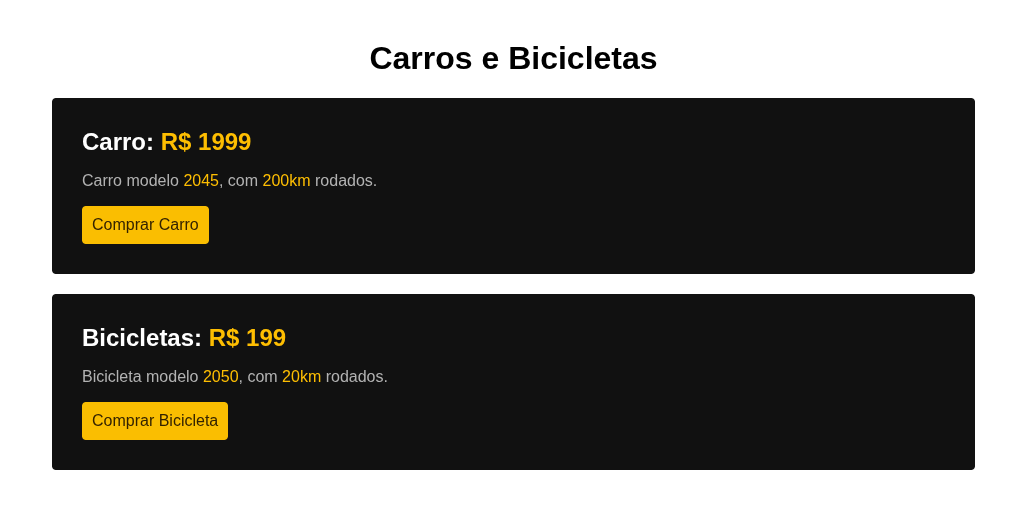 Carros e Bicicletas
Carro: R$ 1999
Carro modelo 2045, com 200km rodados.
Comprar Carro
Bicicletas: R$ 199
Bicicleta modelo 2050, com 20km rodados.
Comprar Bicicleta